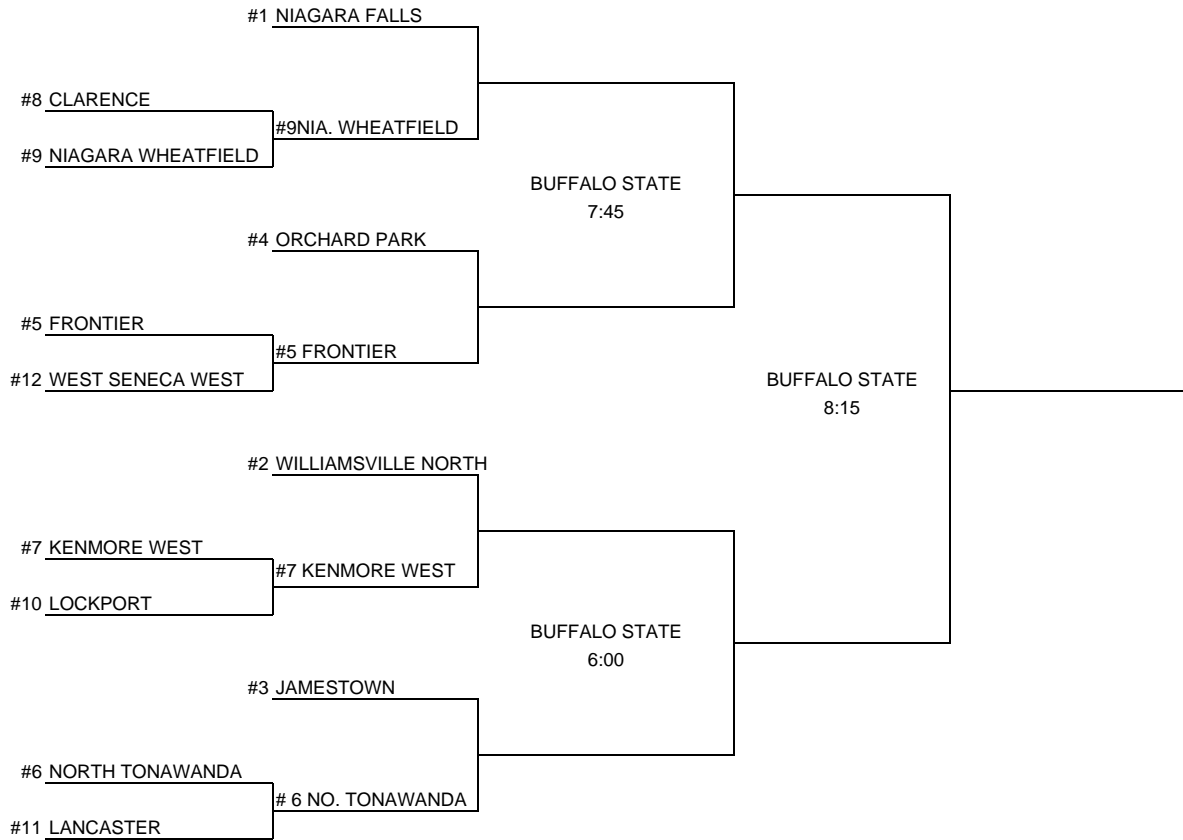 #1 NIAGARA FALLS
#8 CLARENCE
#9NIA. WHEATFIELD
#9 NIAGARA WHEATFIELD
BUFFALO STATE
7:45
#4 ORCHARD PARK
#5 FRONTIER
#5 FRONTIER
#12 WEST SENECA WEST
BUFFALO STATE
8:15
#2 WILLIAMSVILLE NORTH
#7 KENMORE WEST
#7 KENMORE WEST
#10 LOCKPORT
BUFFALO STATE
6:00
#3 JAMESTOWN
#6 NORTH TONAWANDA
# 6 NO. TONAWANDA
#11 LANCASTER